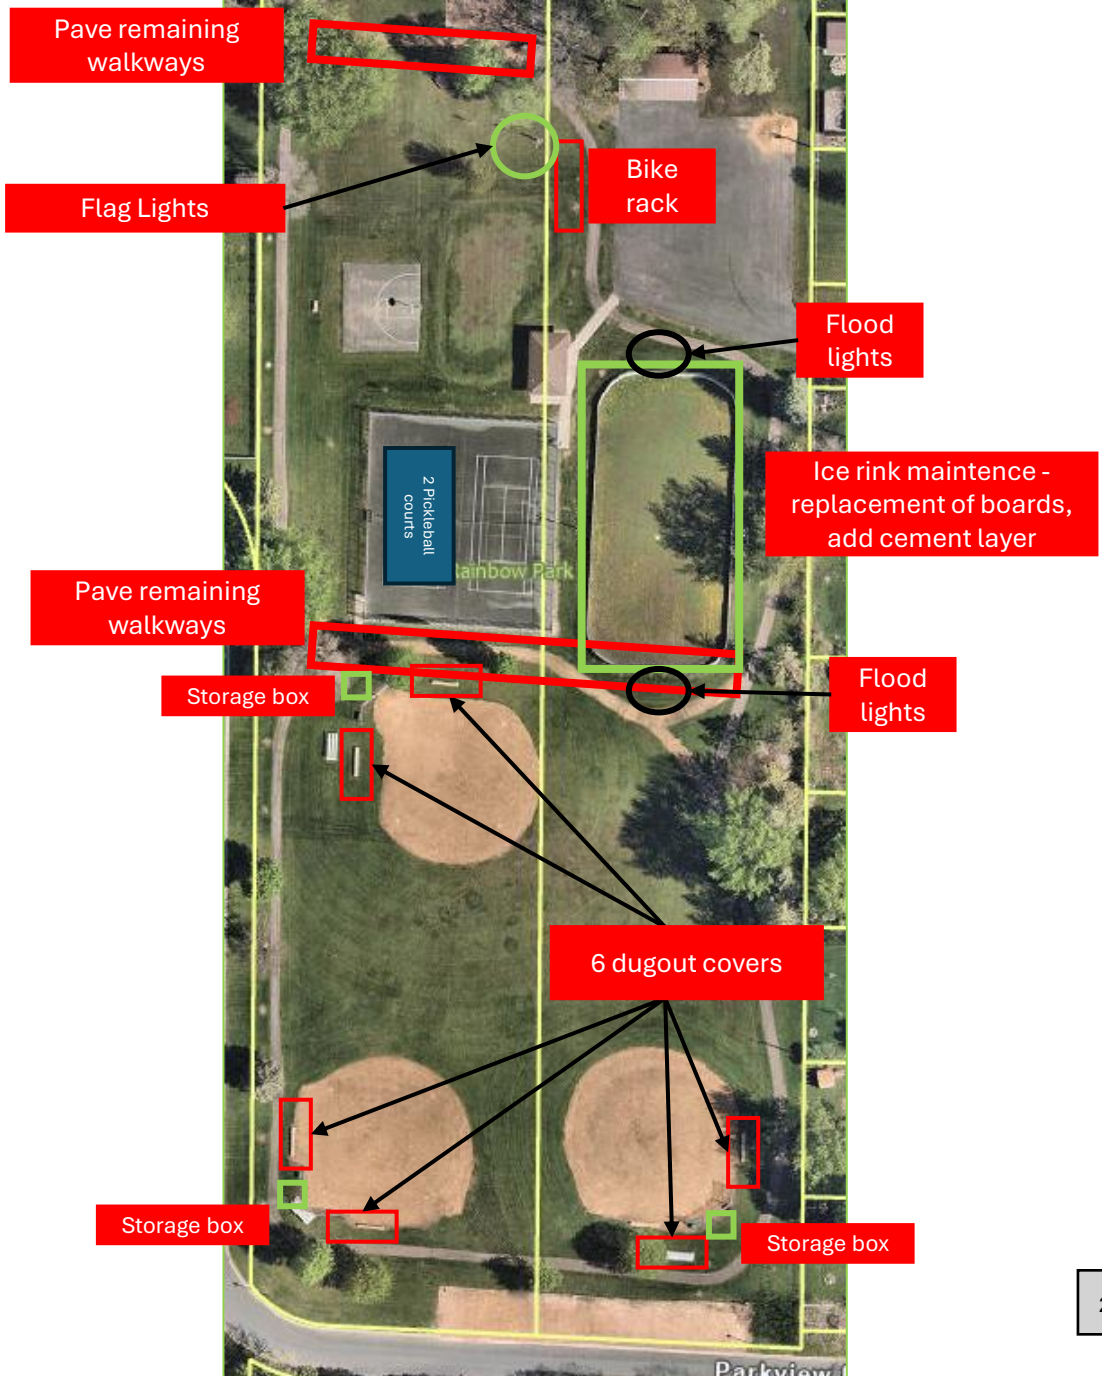 Pave remaining
walkways
Flag Lights
Bike
rack
Flood
lights
Ice rink maintence -
replacement of boards,
add cement layer
2 Pickleball
courts
Rainbow Park
Pave remaining
walkways
Storage box
Flood
lights
6 dugout covers
Storage box
Storage box
Parkview